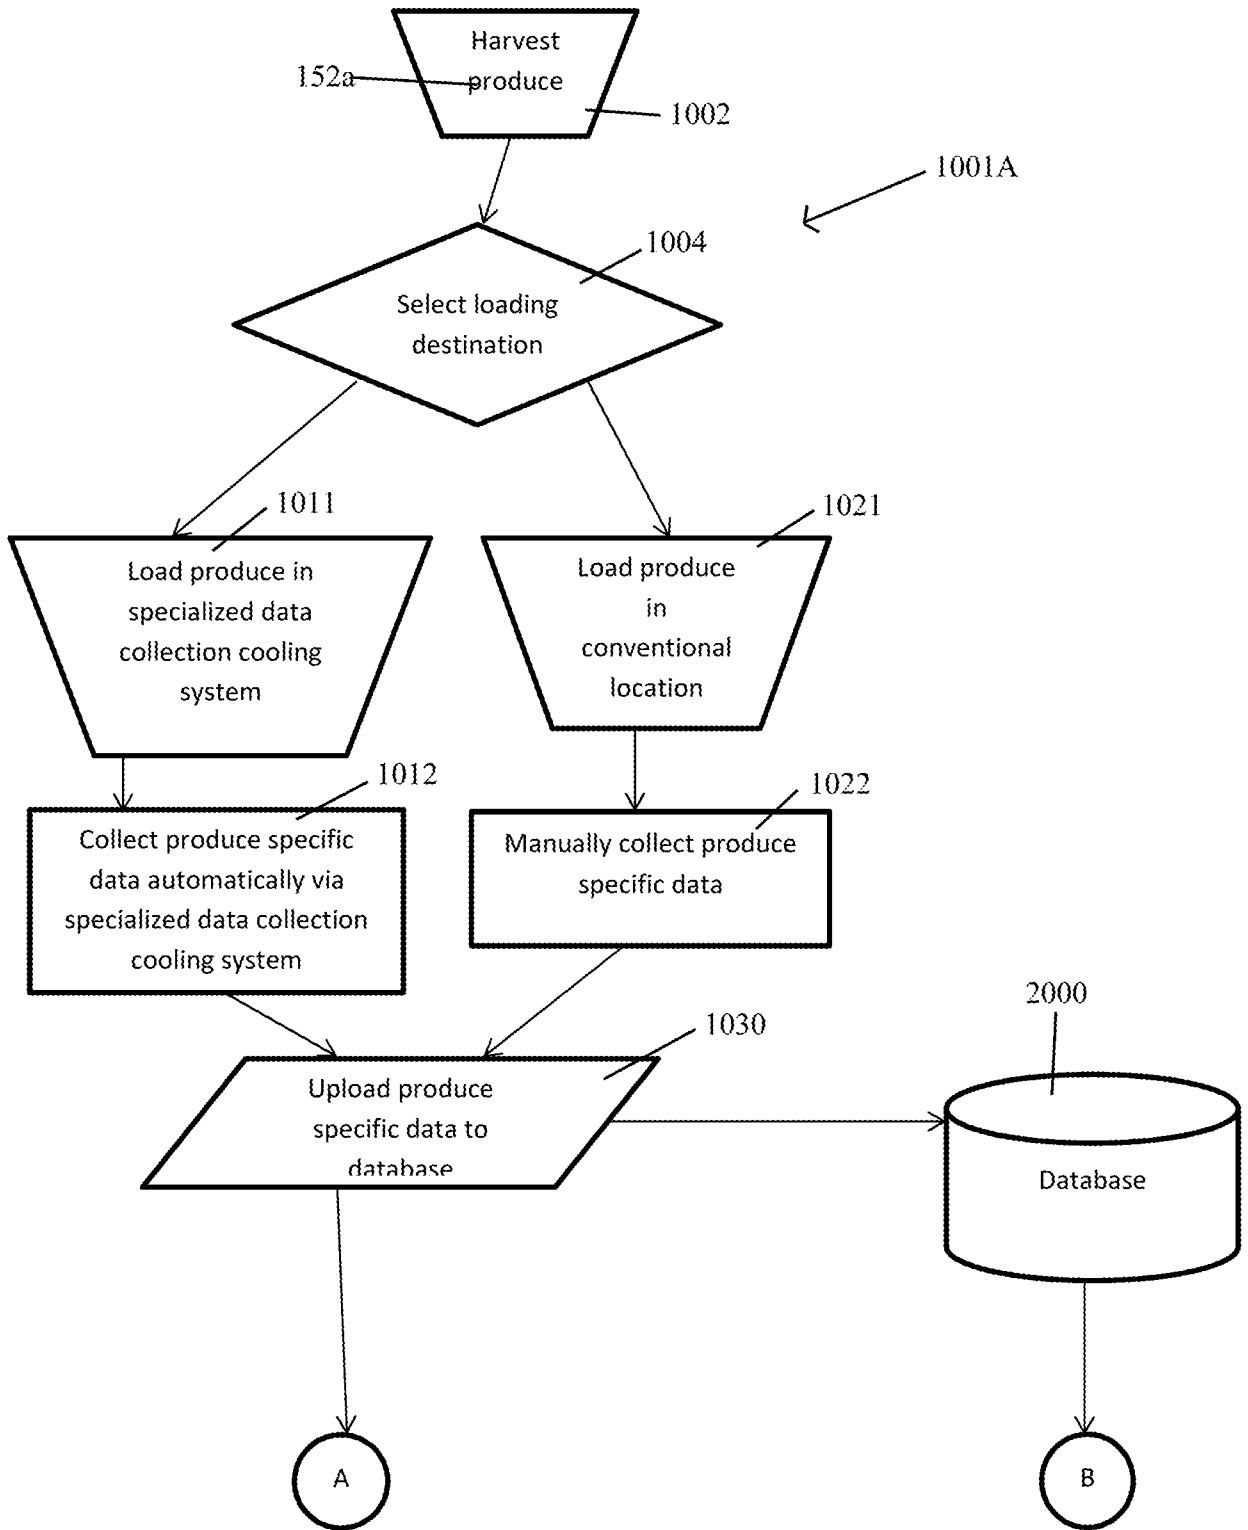 Harvest
152a
produce
1002
1001A
1004
Select loading
destination
1011
1021
Load produce in
specialized data
collection cooling
system
Load produce
in
conventional
location
1012
1022
Collect produce specific
data automatically via
specialized data collection
cooling system
Manually collect produce
specific data
2000
1030
Upload produce
specific data to
database
Database
A
B